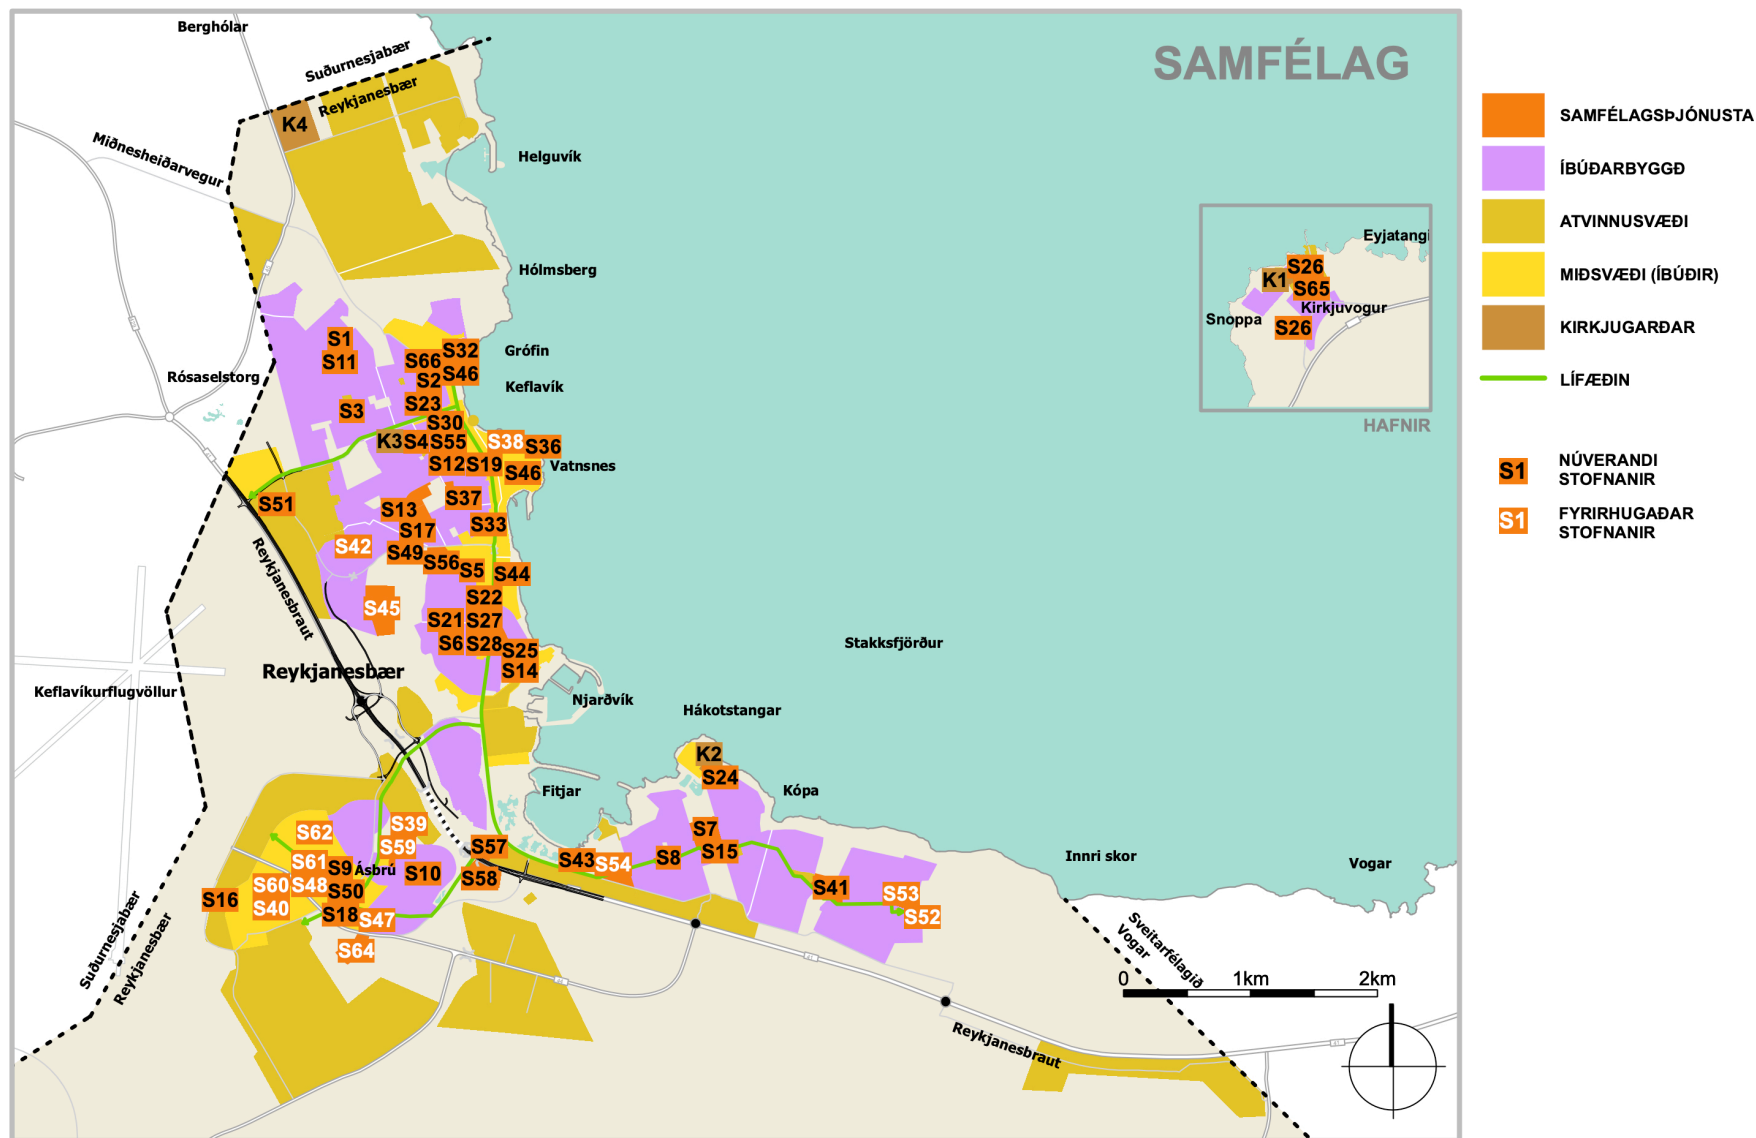 SAMFÉLAG
Berghólar
Suðurnesjabær
Reykjanesbær
K4
Miðnesheiðarvegur
Helguvík
Hólmsberg
Rósaselstorg
Grófin
Keflavík
S1
S11
S3
S32
S66
S46
S2
S23
S30
K3
S4
S55
S38
S36
S12
S19
S46
Vatnsnes
S51
S37
S13
S33
S17
S42
S49
S56
S5
S44
Reykjanesbraut
S45
S22
S21
S27
S6
S28
S25
S14
Reykjanesbær
Keflavíkurflugvöllur
Njarðvík
Stakksfjörður
Hákotstangar
K2
S24
Kópa
Fitjar
S62
S39
S59
S61
S9
Ásbrú
S10
S57
S58
S60
S48
S50
S16
S40
S18
S47
S64
S43
S54
S8
S7
S15
S41
S53
S52
Innri skor
Vogar
Suðurnesjabær
Reykjanesbær
Sveitarfélagið
Vogar
Reykjanesbraut
0 1km 2km
Eyjatangi
S26
K1
S65
Kirkjuvogur
Snoppa
S26
HAFNIR
SAMFÉLAGSÞJÓNUSTA
ÍBÚÐARBYGGÐ
ATVINNUSVÆÐI
MIÐSVÆÐI (ÍBÚÐIR)
KIRKJUGARÐAR
LÍFÆÐIN
S1 NÚVERANDI
STOFNANIR
S1 FYRIRHUGAÐAR
STOFNANIR